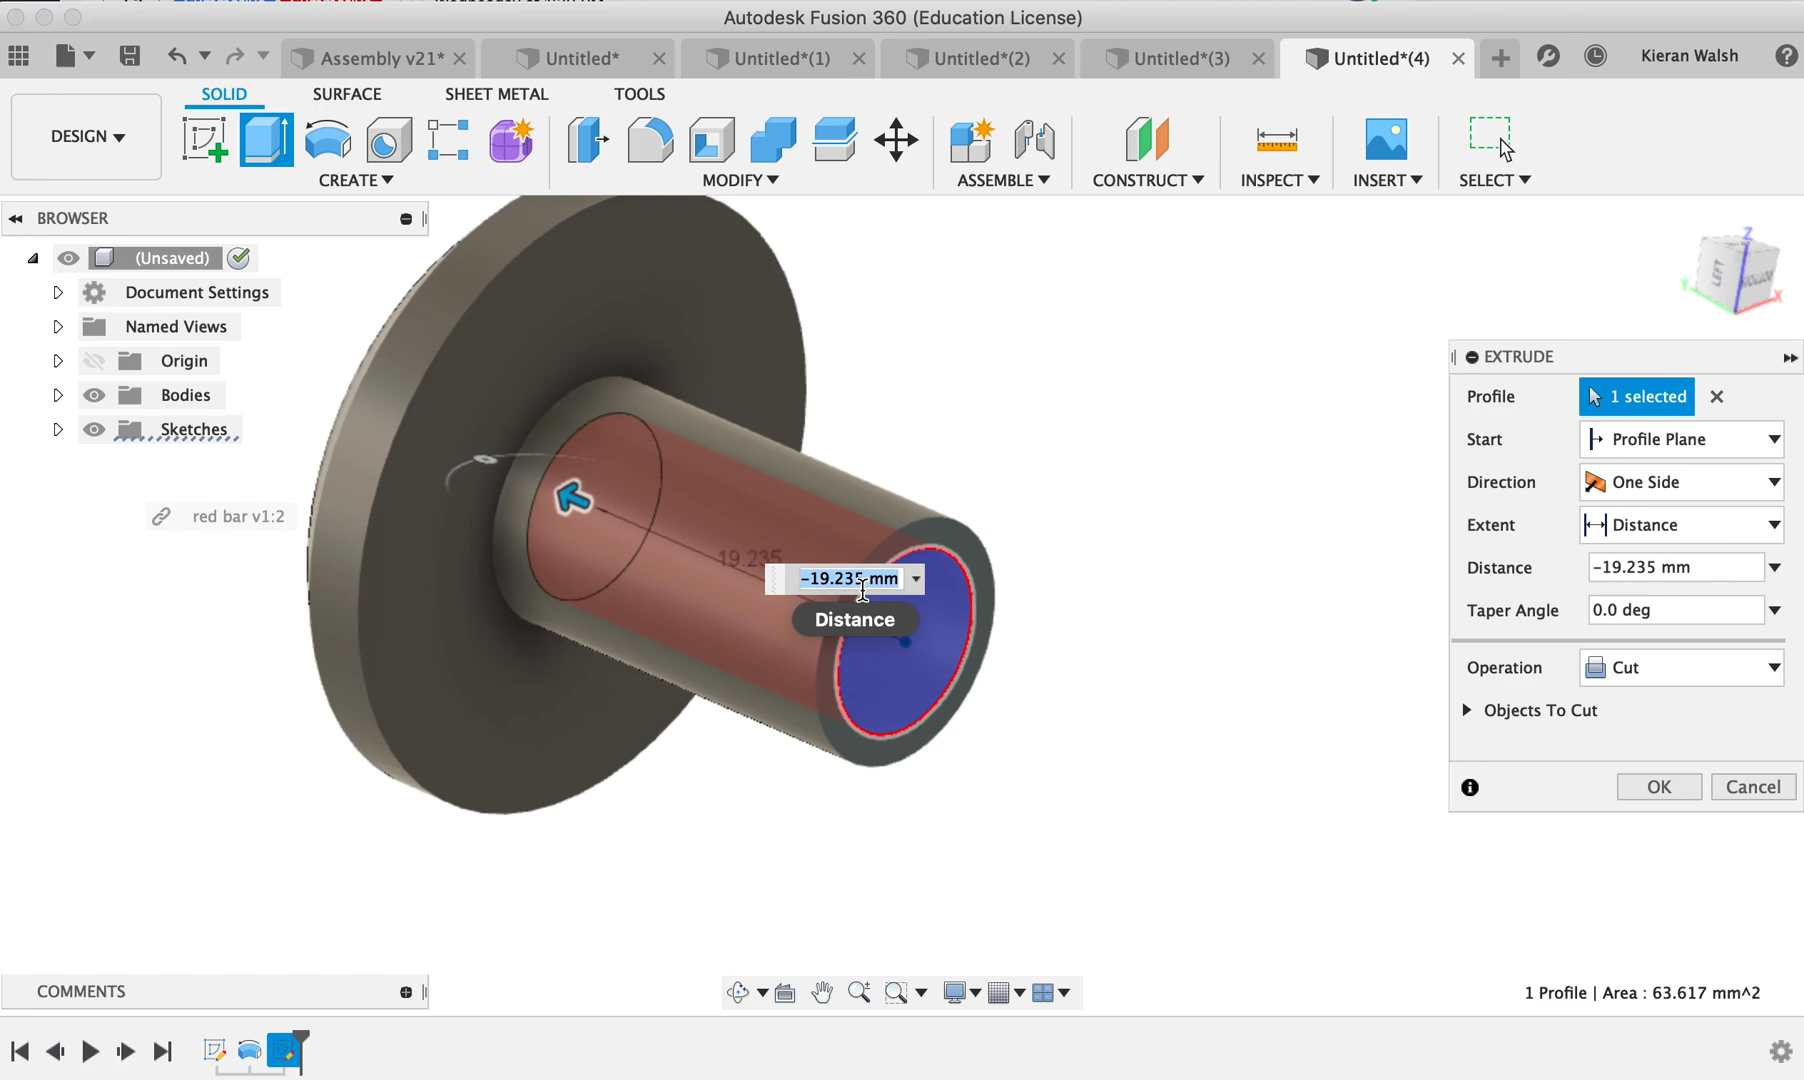 Autodesk Fusion 360 (Education License)
Assembly v21*
Untitled*
Untitled*(1)
Untitled*(2)
Untitled*(3)
Untitled*(4)
Kieran Walsh
SOLID
SURFACE
SHEET METAL
TOOLS
DESIGN
CREATE
MODIFY
ASSEMBLE
CONSTRUCT
INSPECT
INSERT
SELECT
BROWSER
(Unsaved)
Document Settings
Named Views
Origin
Bodies
Sketches
red bar v1:2
Z
LEFT
Y
X
19.235
-19.235 mm
Distance
EXTRUDE
Profile
1 selected
Start
Profile Plane
Direction
One Side
Extent
Distance
Distance
-19.235 mm
Taper Angle
0.0 deg
Operation
Cut
Objects To Cut
OK
Cancel
COMMENTS
1 Profile | Area : 63.617 mm^2